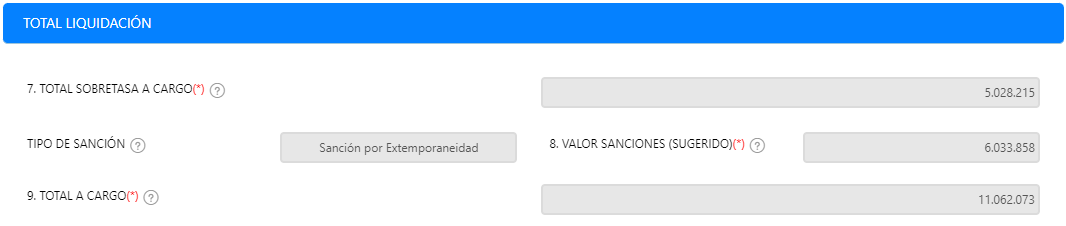 TOTAL LIQUIDACIÓN
7. TOTAL SOBRETASA A CARGO(*) ?
5.028.215
TIPO DE SANCIÓN ? Sanción por Extemporaneidad 8. VALOR SANCIONES (SUGERIDO)(*) ? 6.033.858
9. TOTAL A CARGO(*) ? 11.062.073